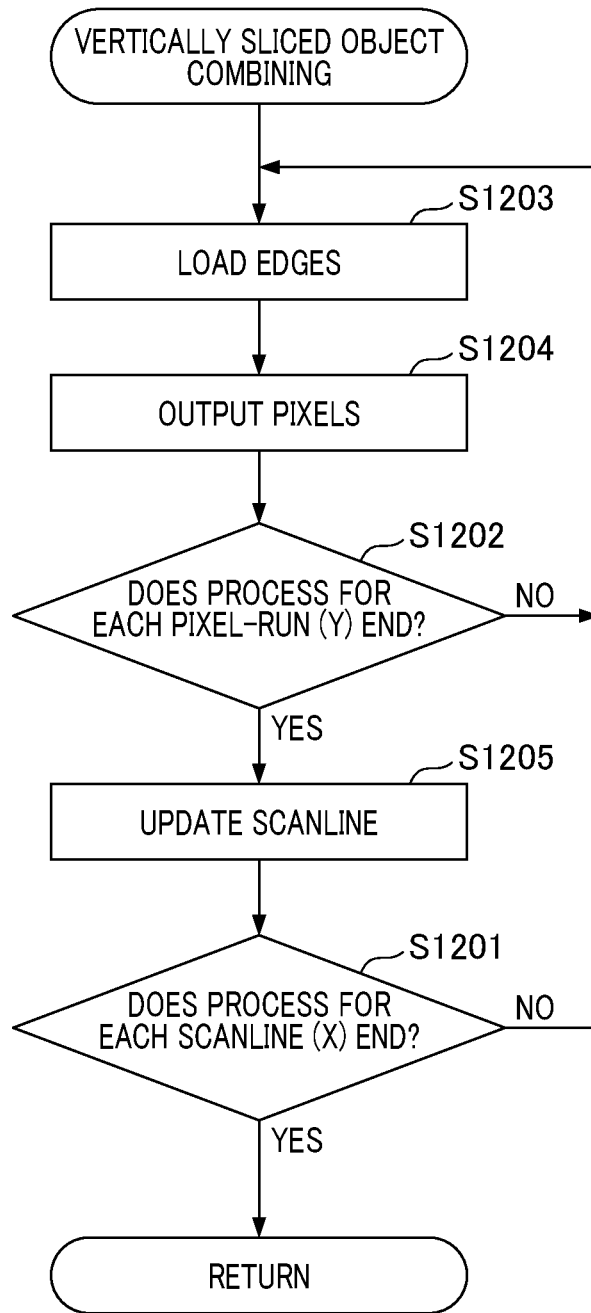 VERTICALLY SLICED OBJECT
COMBINING
S1203
LOAD EDGES
S1204
OUTPUT PIXELS
S1202
DOES PROCESS FOR
EACH PIXEL-RUN (Y) END?
NO
YES
S1205
UPDATE SCANLINE
S1201
DOES PROCESS FOR
EACH SCANLINE (X) END?
NO
YES
RETURN